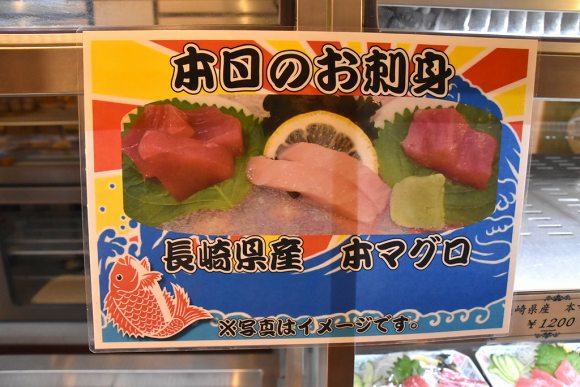 本日のお刺身
長崎県産 本マグロ
※写真はイメージです。
崎県産 本
¥1200